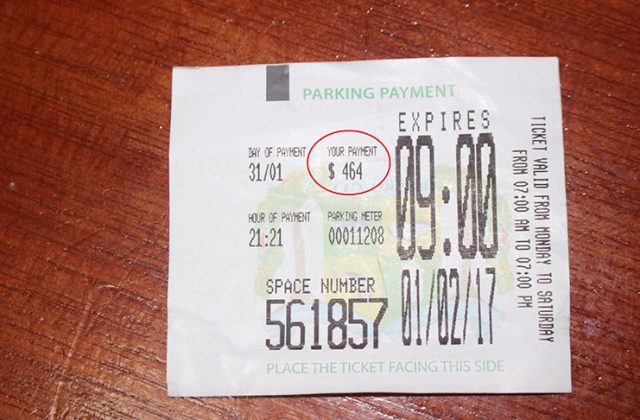 PARKING PAYMENT
EXPIRES
DAY OF PAYMENT
31/01
YOUR PAYMENT
$ 464
09:00
HOUR OF PAYMENT
21:21
PARKING METER
00011208
SPACE NUMBER
561857
01/02/17
PLACE THE TICKET FACING THIS SIDE
TICKET VALID FROM MONDAY TO SATURDAY
FROM 07:00 AM TO 07:00 PM